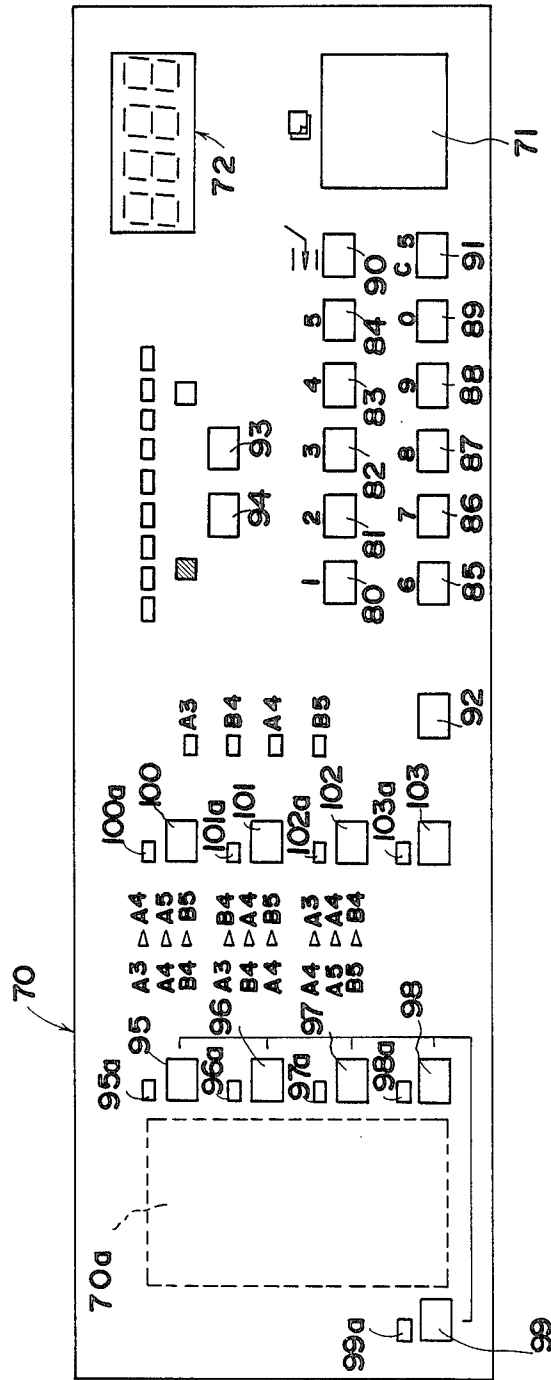 70
70a
72
71
95a
95
96a
96
97a
97
98a
98
99a
99
A3 ▷ A4
A4 ▷ A5
B4 ▷ B5
A3 ▷ B4
B4 ▷ A4
A4 ▷ B5
A4 ▷ A3
A5 ▷ A4
B5 ▷ B4
100a
100
101a
101
102a
102
103a
103
A3
B4
A4
B5
92
94
93
1 2 3 4 5
80 81 82 83 84 90
6 7 8 9 0 C 5
85 86 87 88 89 91